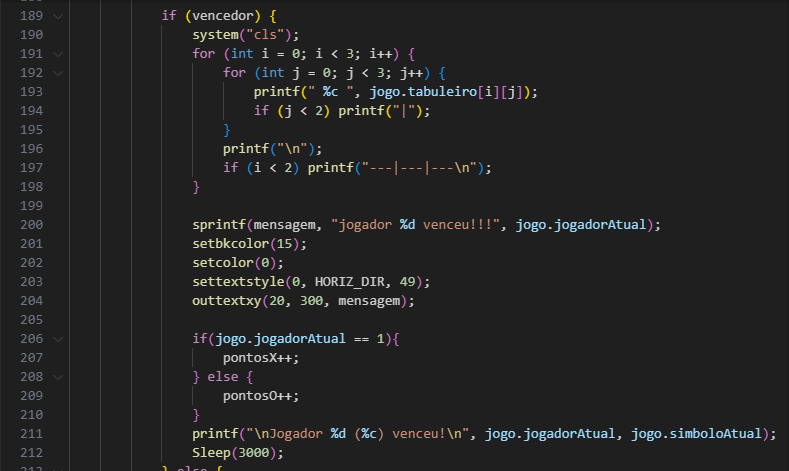 189 if (vencedor) {
190 system("cls");
191 for (int i = 0; i < 3; i++) {
192 for (int j = 0; j < 3; j++) {
193 printf(" %c ", jogo.tabuleiro[i][j]);
194 if (j < 2) printf("|");
195 }
196 printf("\n");
197 if (i < 2) printf("---|---|---\n");
198 }
199
200 sprintf(mensagem, "jogador %d venceu!!!", jogo.jogadorAtual);
201 setbkcolor(15);
202 setcolor(0);
203 settextstyle(0, HORIZ_DIR, 49);
204 outtextxy(20, 300, mensagem);
205
206 if(jogo.jogadorAtual == 1){
207 pontosX++;
208 } else {
209 pontosO++;
210 }
211 printf("\nJogador %d (%c) venceu!\n", jogo.jogadorAtual, jogo.simboloAtual);
212 Sleep(3000);
213 } else {